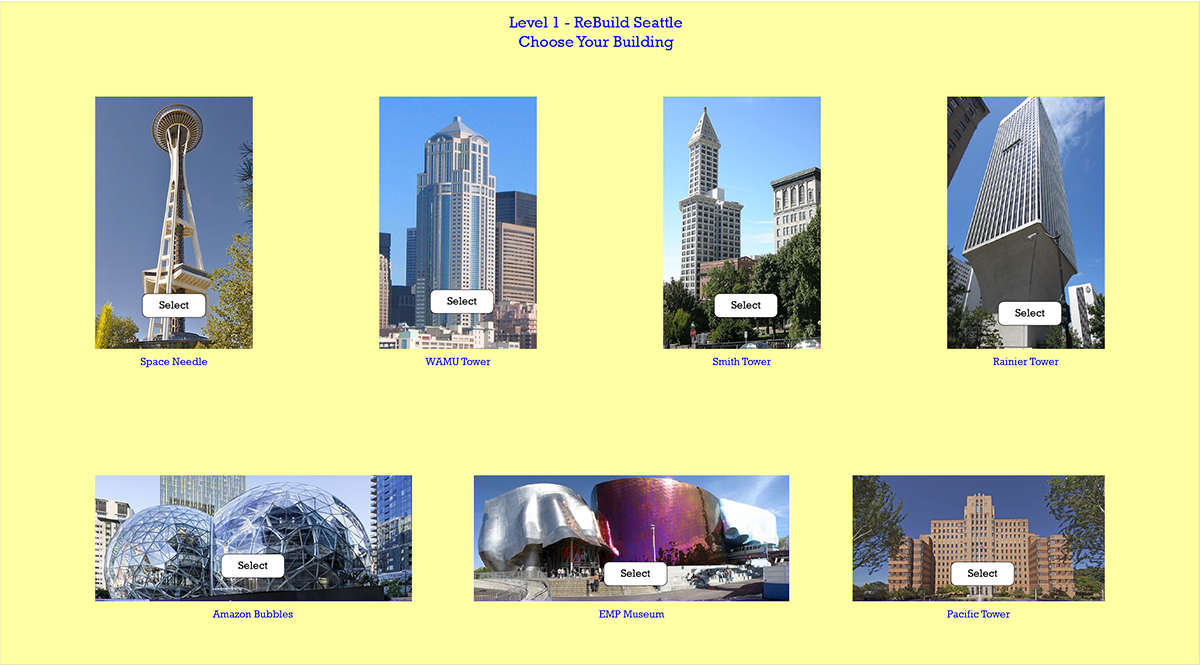 Level 1 - ReBuild Seattle
Choose Your Building
Select
Select
Select
Select
Space Needle
WAMU Tower
Smith Tower
Rainier Tower
Select
Select
Select
Amazon Bubbles
EMP Museum
Pacific Tower